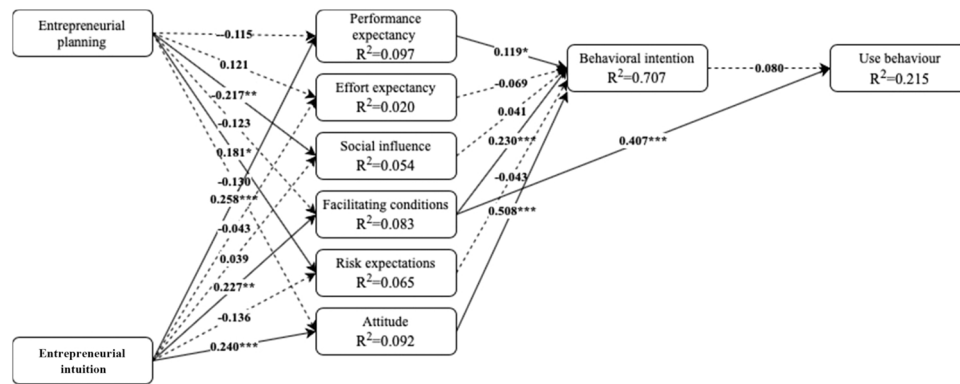 Entrepreneurial
planning
Entrepreneurial
intuition
Performance
expectancy
R²=0.097
Effort expectancy
R²=0.020
Social influence
R²=0.054
Facilitating conditions
R²=0.083
Risk expectations
R²=0.065
Attitude
R²=0.092
Behavioral intention
R²=0.707
Use behaviour
R²=0.215
-0.115
0.121
-0.217**
-0.123
0.181*
-0.130
0.258***
-0.043
0.039
0.227**
-0.136
0.240***
0.119*
-0.069
0.041
0.230***
-0.043
0.508***
0.080
0.407***